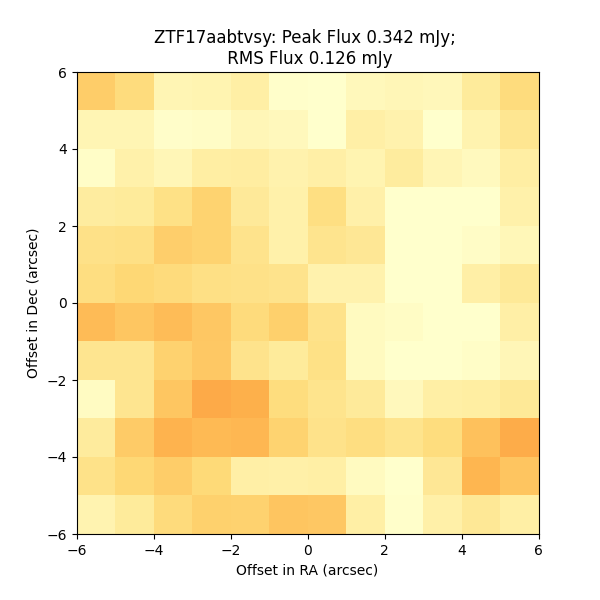 ZTF17aabtvsy: Peak Flux 0.342 mJy;
RMS Flux 0.126 mJy
6
4
2
0
−2
−4
−6
Offset in Dec (arcsec)
−6 −4 −2 0 2 4 6
Offset in RA (arcsec)